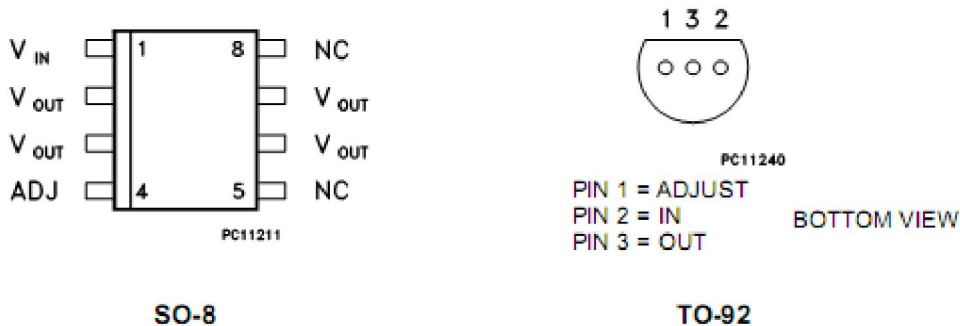 V IN 1 8 NC
V OUT V OUT
V OUT V OUT
ADJ 4 5 NC
PC11211
SO-8
1 3 2
PC11240
PIN 1 = ADJUST
PIN 2 = IN
PIN 3 = OUT
BOTTOM VIEW
TO-92